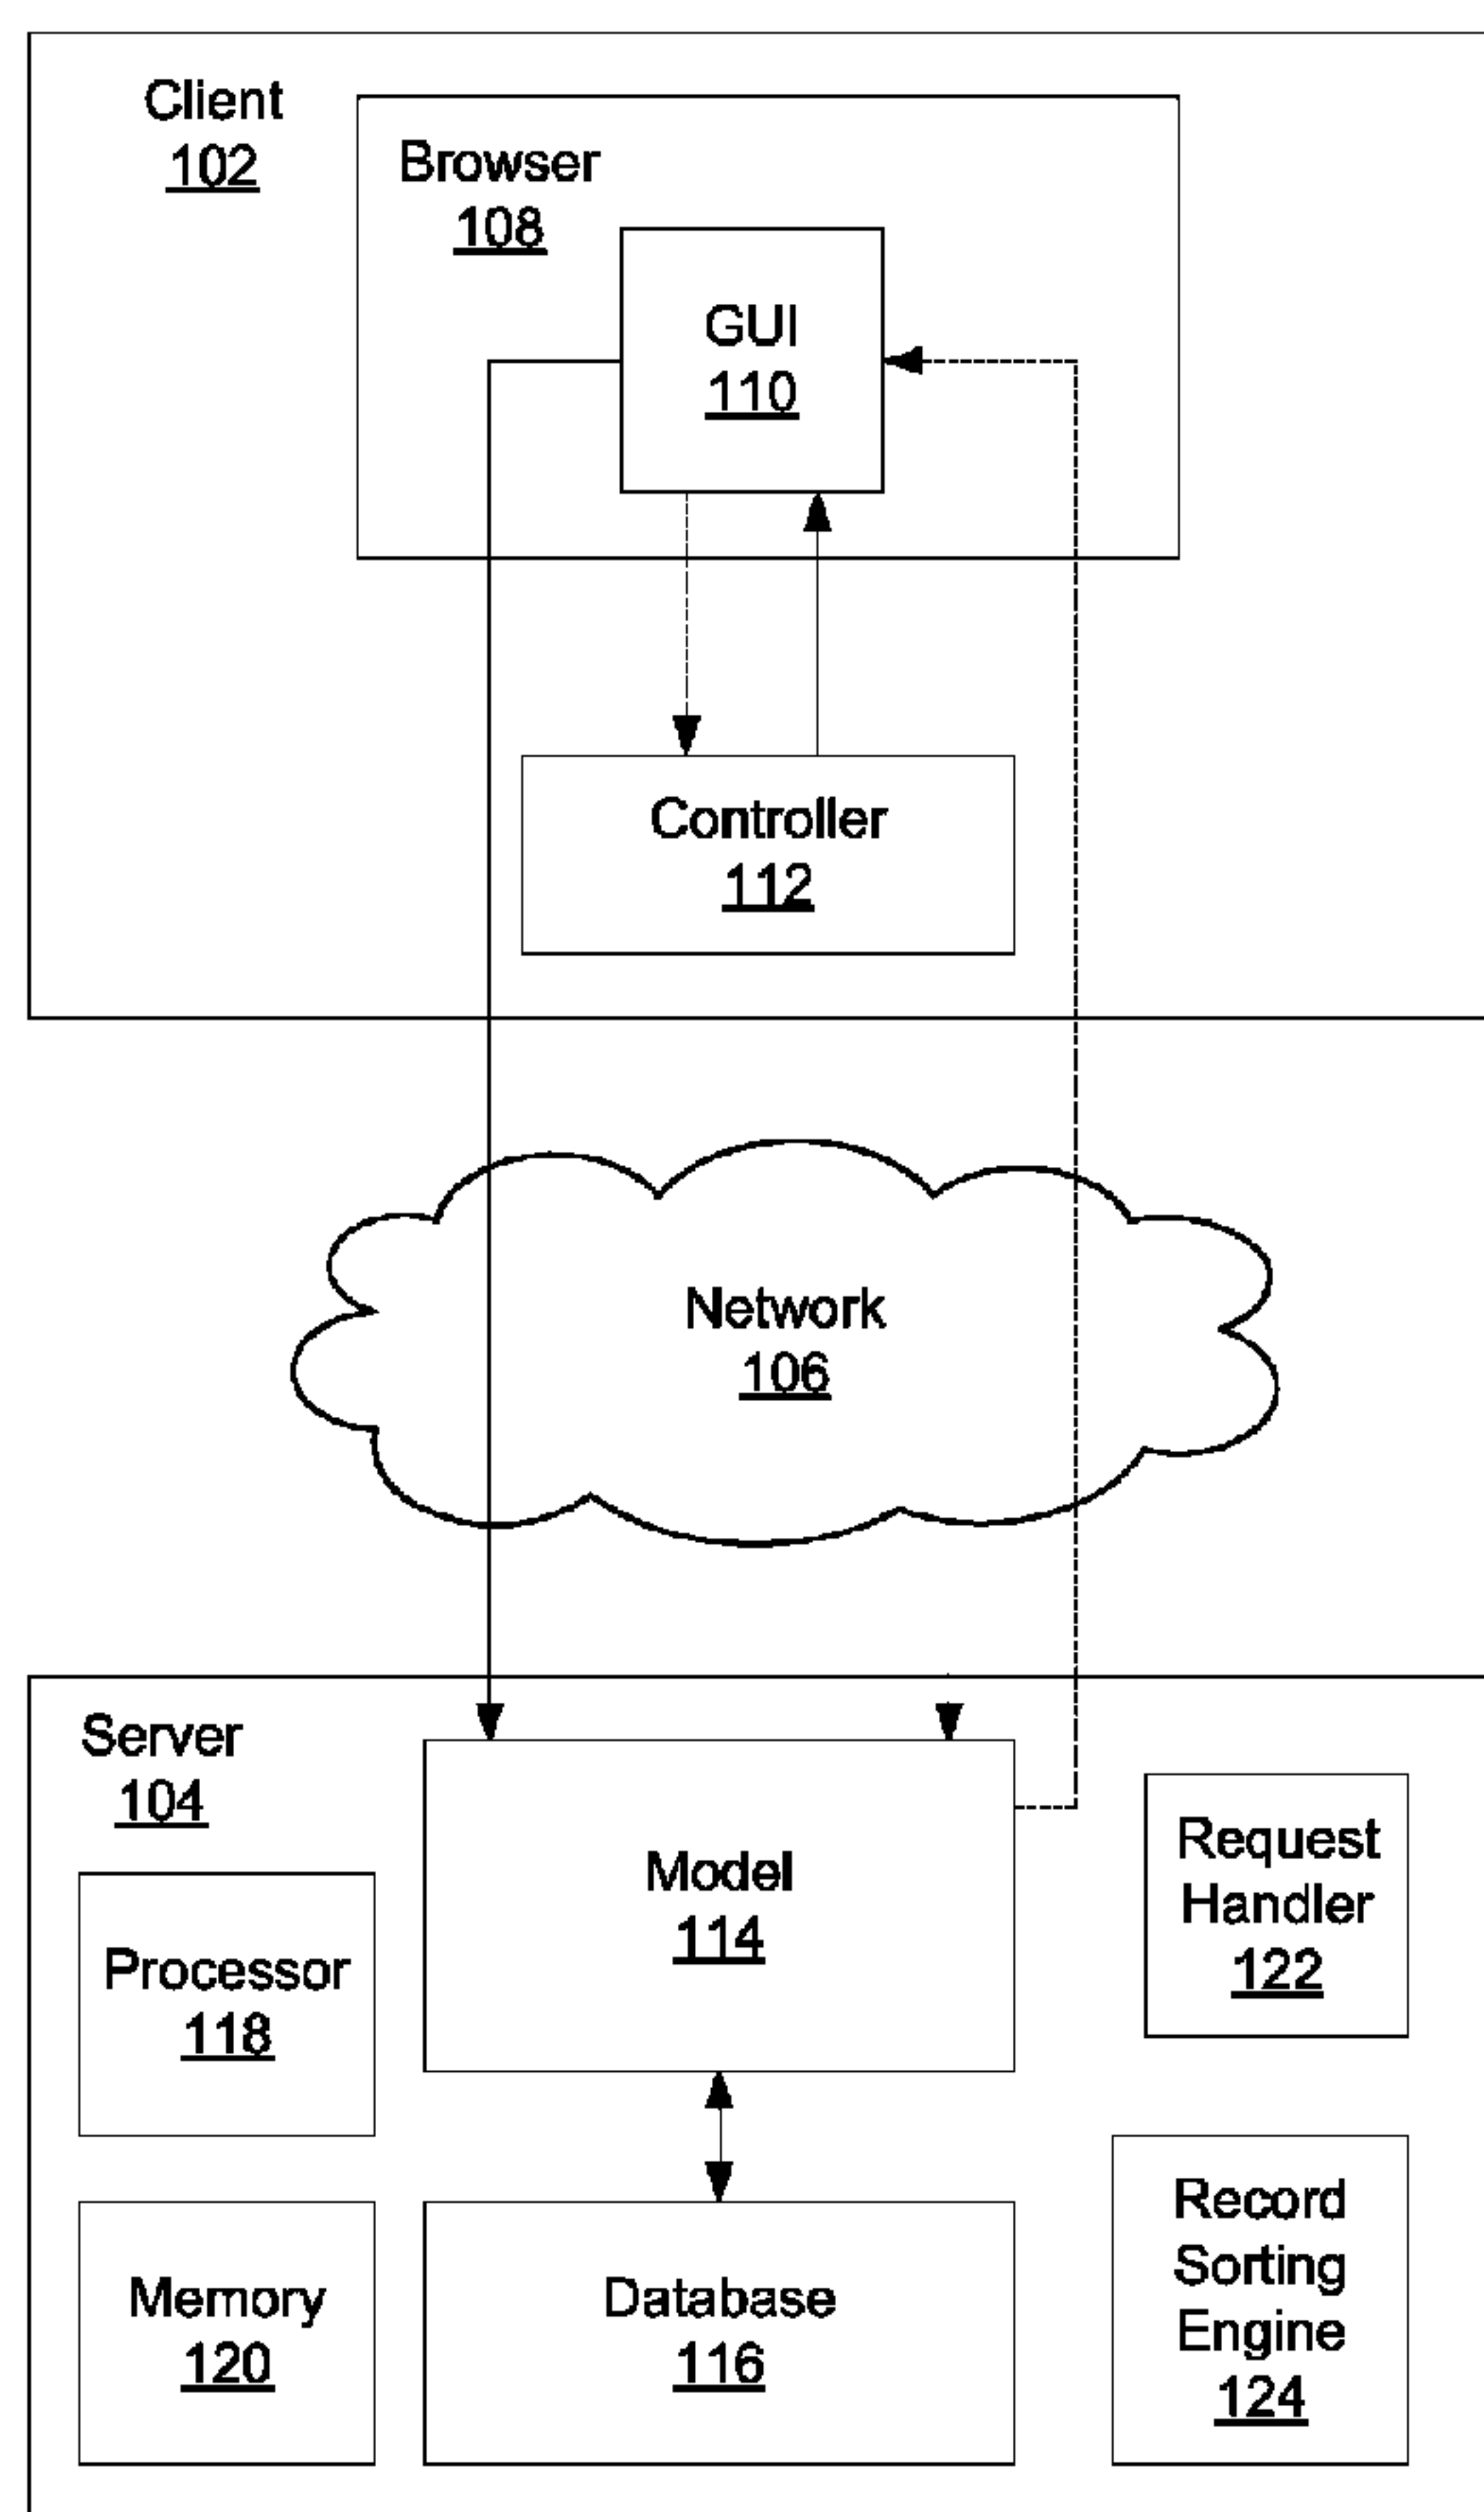 Client
102
Browser
108
GUI
110
Controller
112
Network
106
Server
104
Model
114
Request
Handler
122
Processor
118
Record
Sorting
Engine
124
Memory
120
Database
116